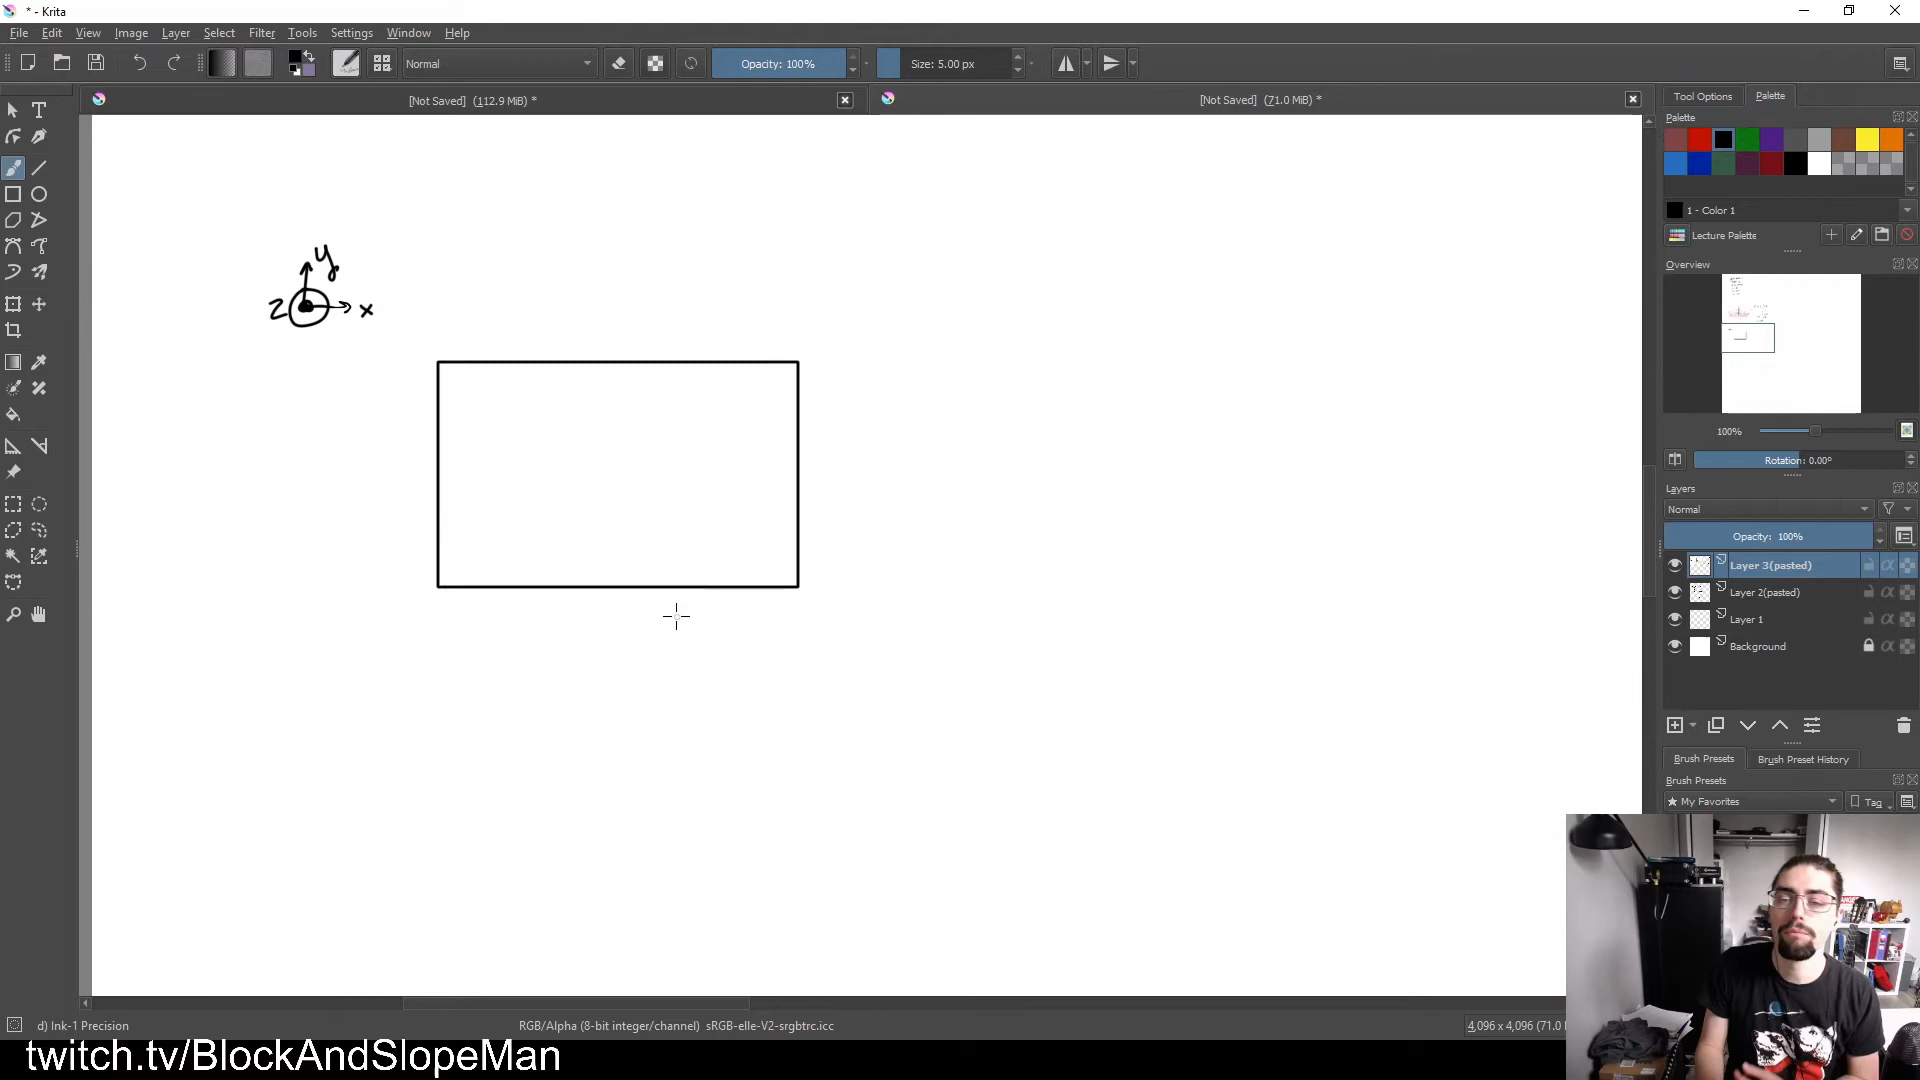 * - Krita
File Edit View Image Layer Select Filter Tools Settings Window Help
Normal
Opacity: 100%
Size: 5.00 px
[Not Saved] (112.9 MiB) *
[Not Saved] (71.0 MiB) *
Tool Options Palette
Palette
1 - Color 1
Lecture Palette
Overview
100%
Rotation: 0.00°
Layers
Normal
Opacity: 100%
Layer 3(pasted)
Layer 2(pasted)
Layer 1
Background
Brush Presets Brush Preset History
Brush Presets
★ My Favorites
Tag
y
z
x
d) Ink-1 Precision
RGB/Alpha (8-bit integer/channel) sRGB-elle-V2-srgbtrc.icc
4,096 x 4,096 (71.0
twitch.tv/BlockAndSlopeMan